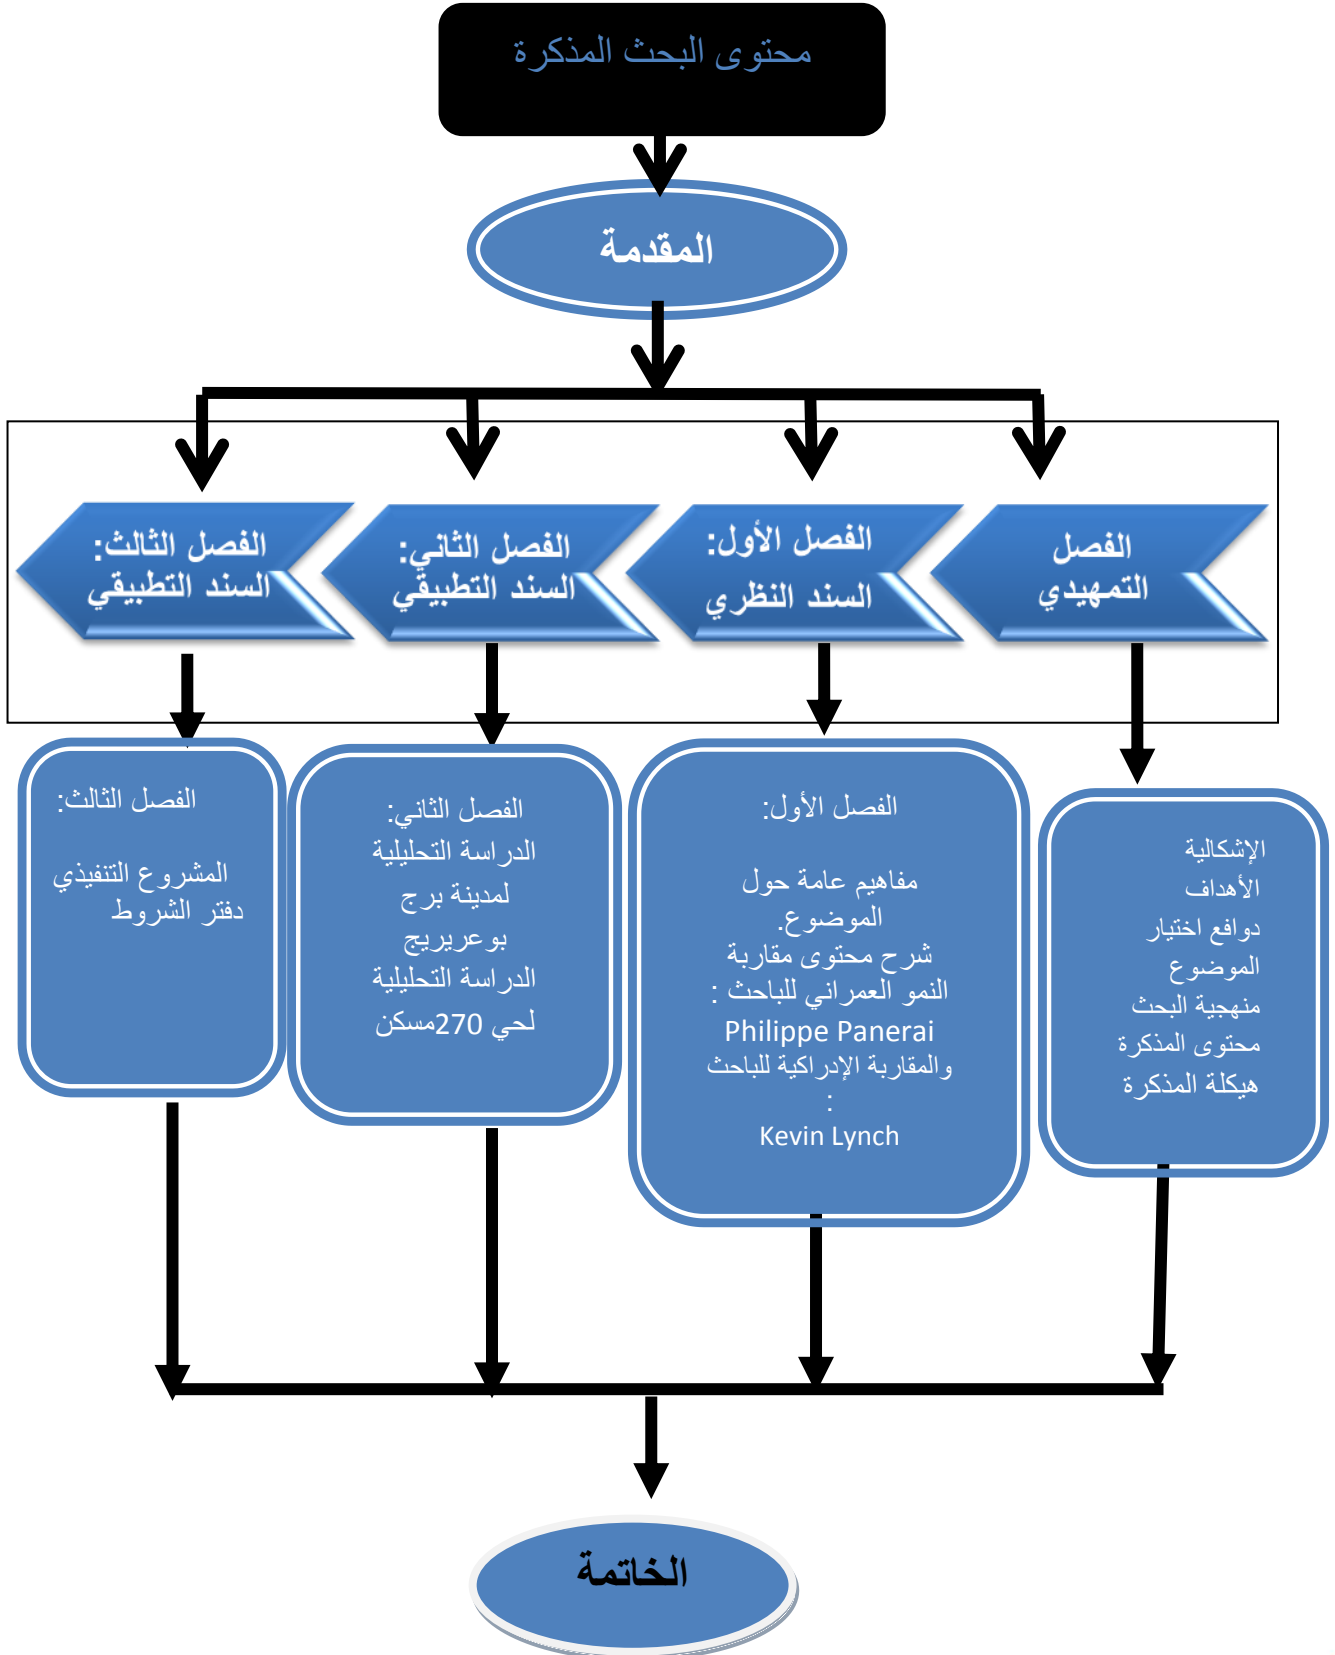 محتوى البحث المذكرة
المقدمة
الفصل
التمهيدي
الفصل الأول:
السند النظري
الفصل الثاني:
السند التطبيقي
الفصل الثالث:
السند التطبيقي
الإشكالية
الأهداف
دوافع اختيار
الموضوع
منهجية البحث
محتوى المذكرة
هيكلة المذكرة
الفصل الأول:
مفاهيم عامة حول
الموضوع.
شرح محتوى مقاربة
النمو العمراني للباحث :
Philippe Panerai
والمقاربة الإدراكية للباحث
:
Kevin Lynch
الفصل الثاني:
الدراسة التحليلية
لمدينة برج
بوعريريج
الدراسة التحليلية
لحي 270مسكن
الفصل الثالث:
المشروع التنفيذي
دفتر الشروط
الخاتمة